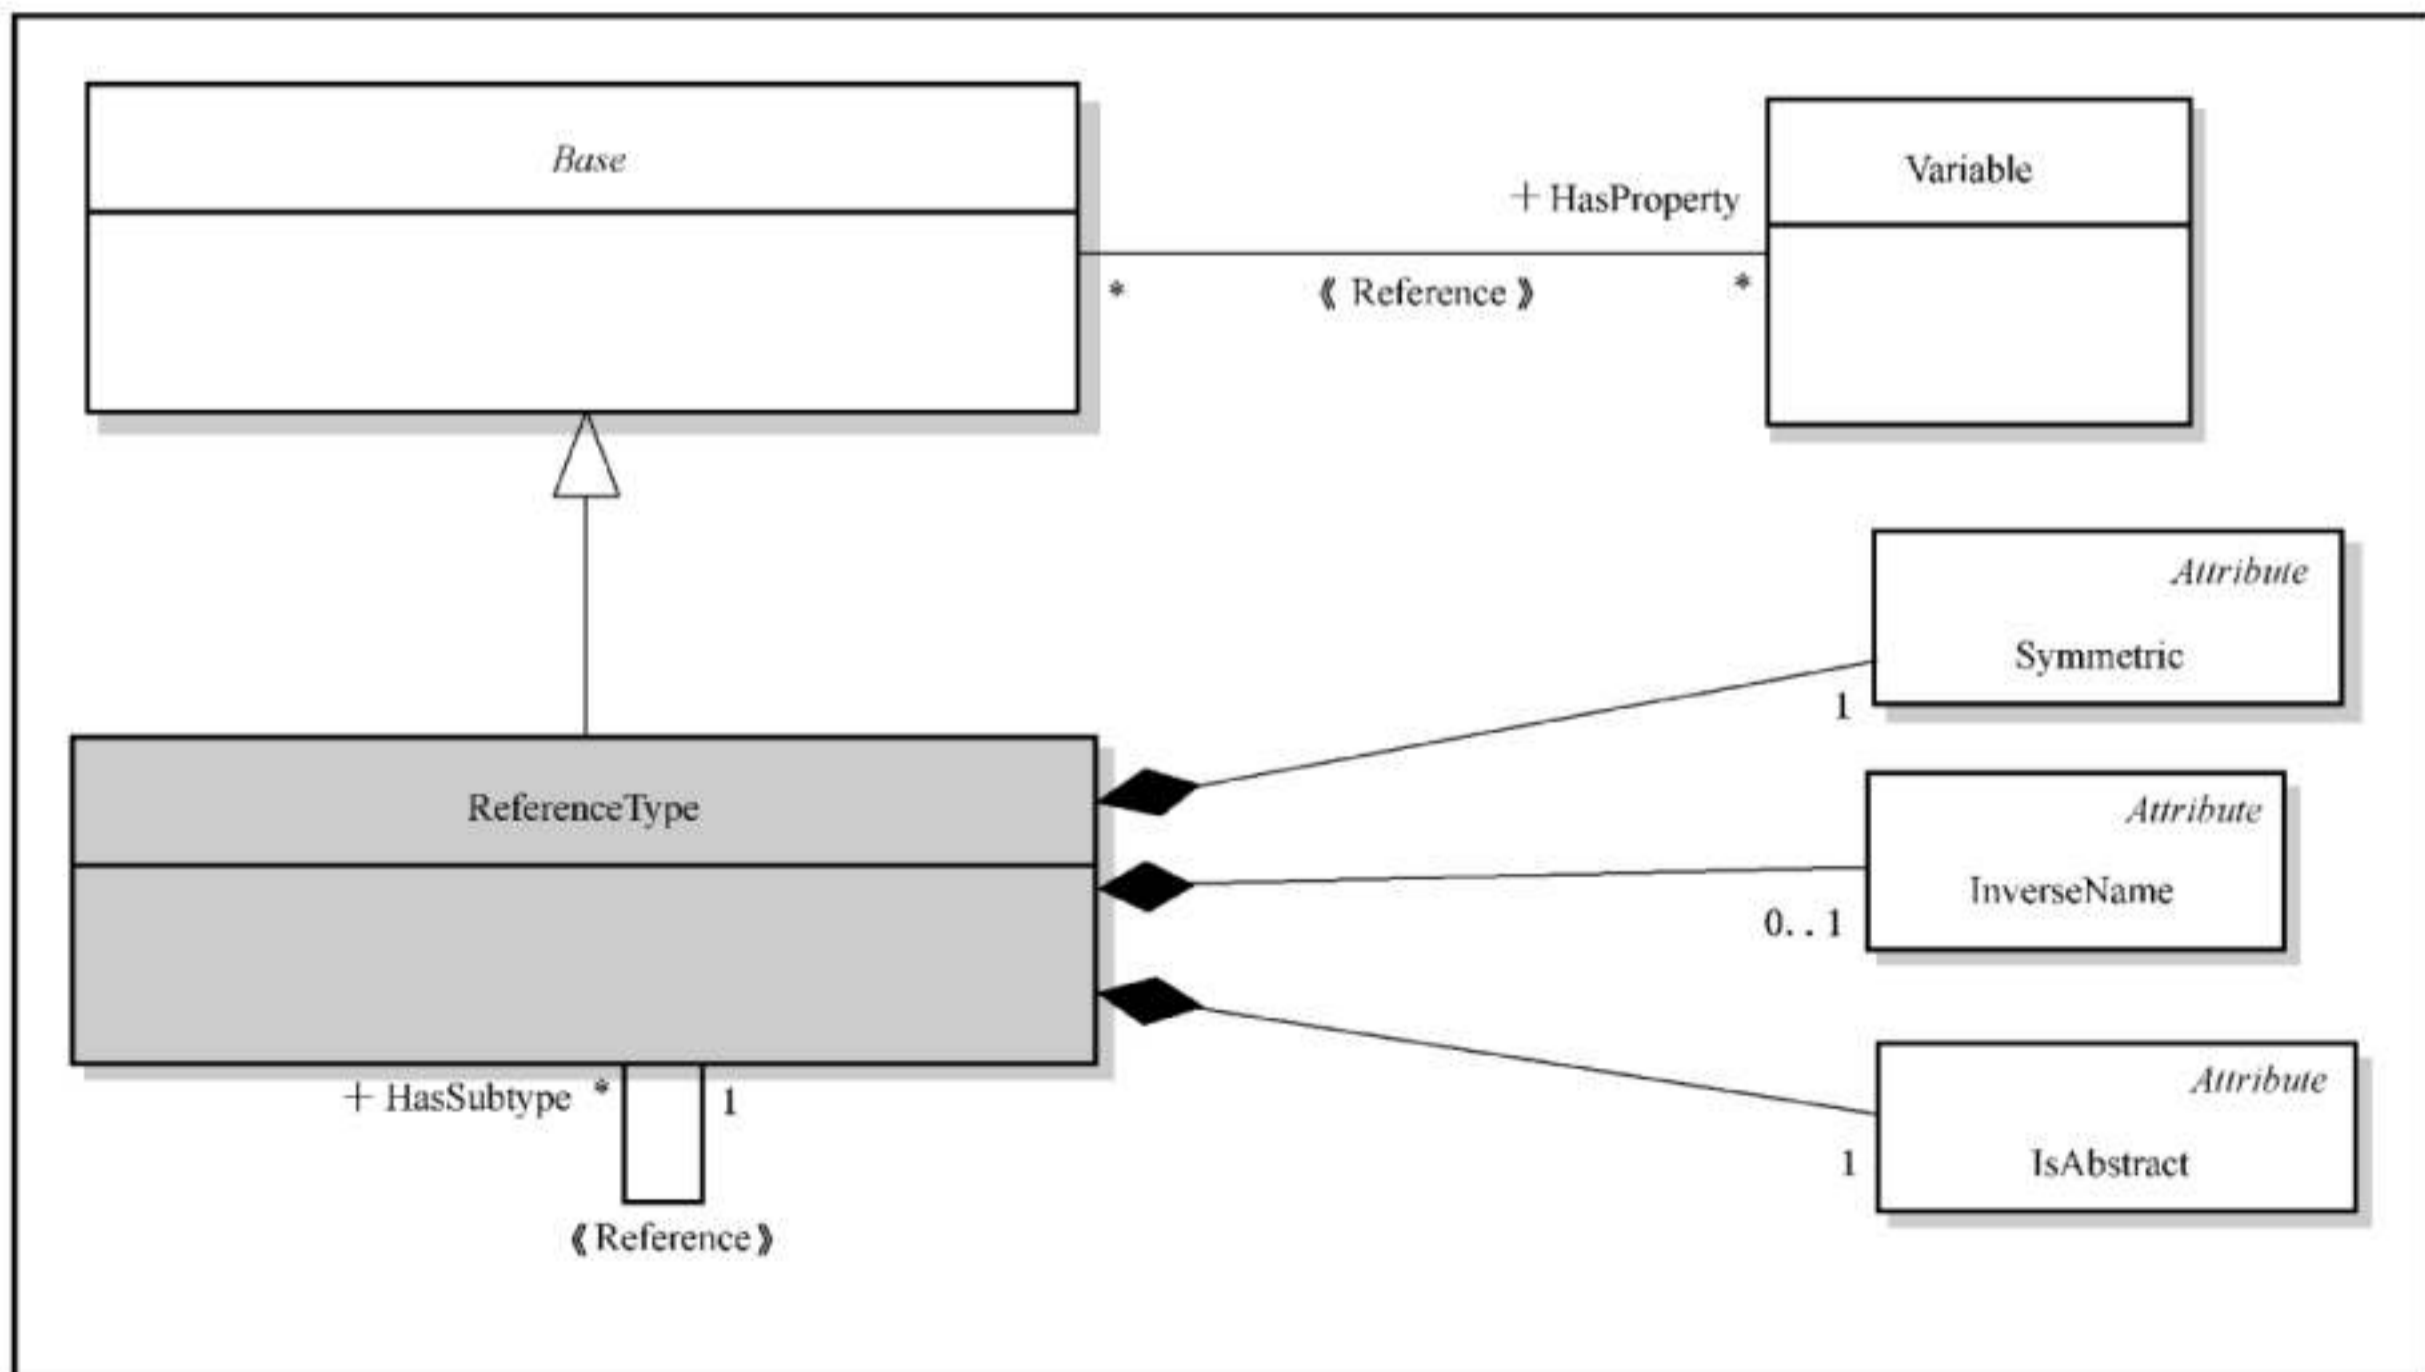 Base
Variable
+ HasProperty
*
《 Reference 》
*
Attribute
Symmetric
1
ReferenceType
Attribute
InverseName
0..1
Attribute
IsAbstract
1
+ HasSubtype * 1
《Reference》